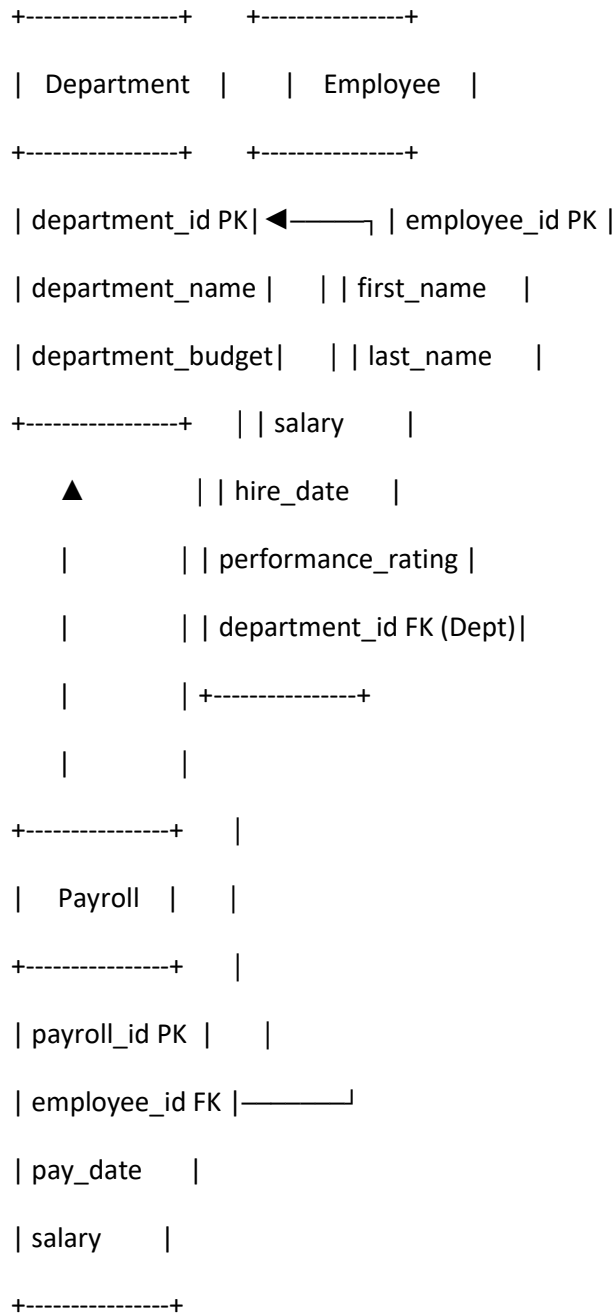 +-----------------+ +----------------+
| Department | | Employee |
+-----------------+ +----------------+
| department_id PK| ◄─────┐ | employee_id PK |
| department_name | │ | first_name |
| department_budget| │ | last_name |
+-----------------+ │ | salary |
▲ │ | hire_date |
| │ | performance_rating |
| │ | department_id FK (Dept)|
| │ +----------------+
| │
+----------------+ │
| Payroll | │
+----------------+ │
| payroll_id PK | │
| employee_id FK |──────┘
| pay_date |
| salary |
+----------------+